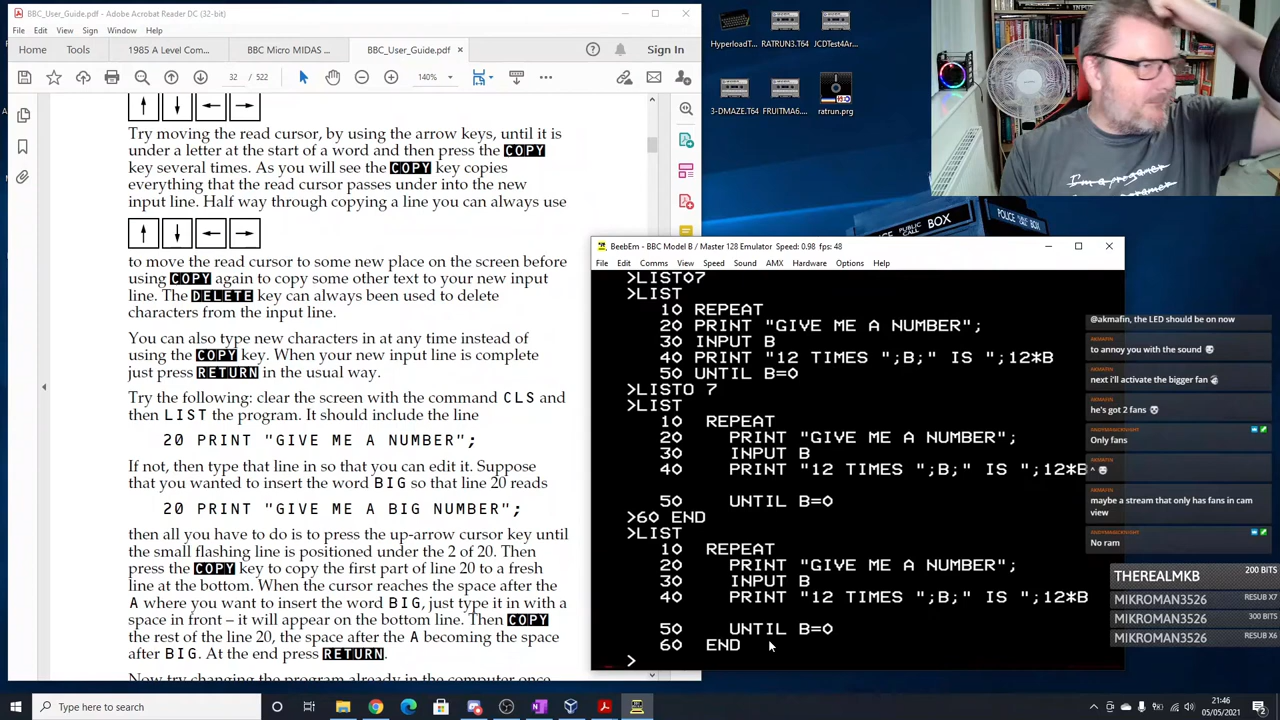 BBC_User_Guide.pdf - Adobe Acrobat Reader DC (32-bit)
File Edit View Sign Window Help
Home Tools 1985 A Level Com... BBC Micro MIDAS ... BBC_User_Guide.pdf × Sign In
32 / 522 140%
Try moving the read cursor, by using the arrow keys, until it is
under a letter at the start of a word and then press the COPY
key several times. As you will see the COPY key copies
everything that the read cursor passes under into the new
input line. Half way through copying a line you can always use
to move the read cursor to some new place on the screen before
using COPY again to copy some other text to your new input
line. The DELETE key can always been used to delete
characters from the input line.
You can also type new characters in at any time instead of
using the COPY key. When your new input line is complete
just press RETURN in the usual way.
Try the following: clear the screen with the command CLS and
then LIST the program. It should include the line
20 PRINT "GIVE ME A NUMBER";
If not, then type that line in so that you can edit it. Suppose
that you wanted to insert the word BIG so that line 20 reads
20 PRINT "GIVE ME A BIG NUMBER";
then all you have to do is to press the up-arrow cursor key until
the small flashing line is positioned under the 2 of 20. Then
press the COPY key to copy the first part of line 20 to a fresh
line at the bottom. When the cursor reaches the space after the
A where you want to insert the word BIG, just type it in with a
space in front – it will appear on the bottom line. Then COPY
the rest of the line 20, the space after the A becoming the space
after BIG. At the end press RETURN.
Now try changing the program already in the computer once
HyperloadT... RATRUN3.T64 JCDTest4Ar...
3-DMAZE.T64 FRUITMA6.... ratrun.prg
I'm a
POLICE PUBLIC CALL BOX
BeebEm - BBC Model B / Master 128 Emulator Speed: 0.98 fps: 48
File Edit Comms View Speed Sound AMX Hardware Options Help
>LISTO7
>LIST
10 REPEAT
20 PRINT "GIVE ME A NUMBER";
30 INPUT B
40 PRINT "12 TIMES ";B;" IS ";12*B
50 UNTIL B=0
>LISTO 7
>LIST
10 REPEAT
20 PRINT "GIVE ME A NUMBER";
30 INPUT B
40 PRINT "12 TIMES ";B;" IS ";12*B
50 UNTIL B=0
>60 END
>LIST
10 REPEAT
20 PRINT "GIVE ME A NUMBER";
30 INPUT B
40 PRINT "12 TIMES ";B;" IS ";12*B
50 UNTIL B=0
60 END
>
@akmafin, the LED should be on now
to annoy you with the sound
next i'll activate the bigger fan
AKMAFIN
he's got 2 fans
Only fans
AKMAFIN
^
AKMAFIN
maybe a stream that only has fans in cam
view
No ram
THEREALMKB 200 BITS
MIKROMAN3526 RESUB X7
MIKROMAN3526 300 BITS
MIKROMAN3526 RESUB X6
Type here to search
21:46
05/05/2021